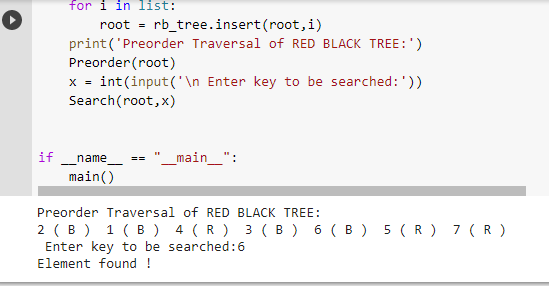 for i in list:
root = rb_tree.insert(root,i)
print('Preorder Traversal of RED BLACK TREE:')
Preorder(root)
x = int(input('\n Enter key to be searched:'))
Search(root,x)
if __name__ == "__main__":
main()
Preorder Traversal of RED BLACK TREE:
2 ( B )  1 ( B )  4 ( R )  3 ( B )  6 ( B )  5 ( R )  7 ( R )
Enter key to be searched:6
Element found !